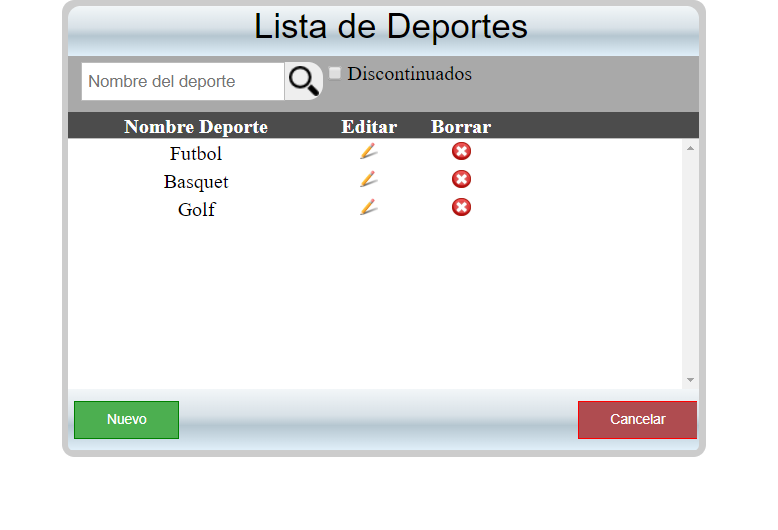 Lista de Deportes
Nombre del deporte Discontinuados
Nombre Deporte Editar Borrar
Futbol
Basquet
Golf
Nuevo Cancelar